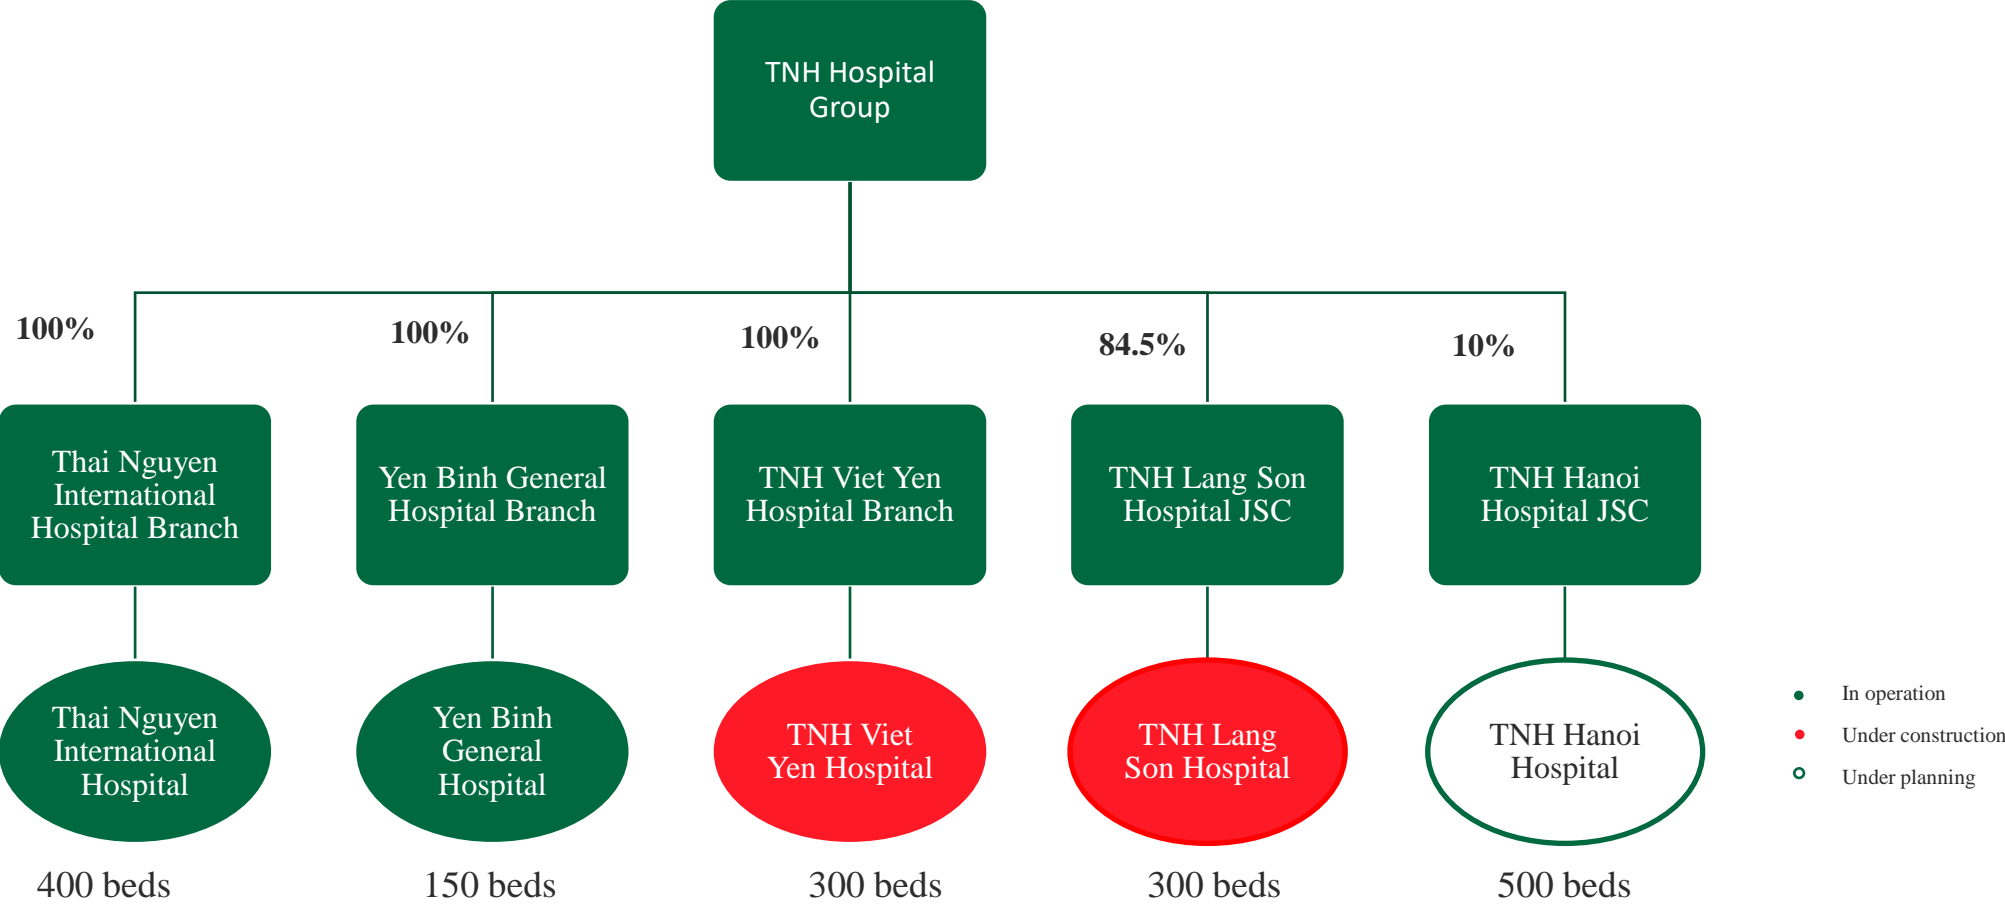 TNH Hospital
Group
100%
100%
100%
84.5%
10%
Thai Nguyen
International
Hospital Branch
Yen Binh General
Hospital Branch
TNH Viet Yen
Hospital Branch
TNH Lang Son
Hospital JSC
TNH Hanoi
Hospital JSC
Thai Nguyen
International
Hospital
Yen Binh
General
Hospital
TNH Viet
Yen Hospital
TNH Lang
Son Hospital
TNH Hanoi
Hospital
In operation
Under construction
Under planning
400 beds
150 beds
300 beds
300 beds
500 beds